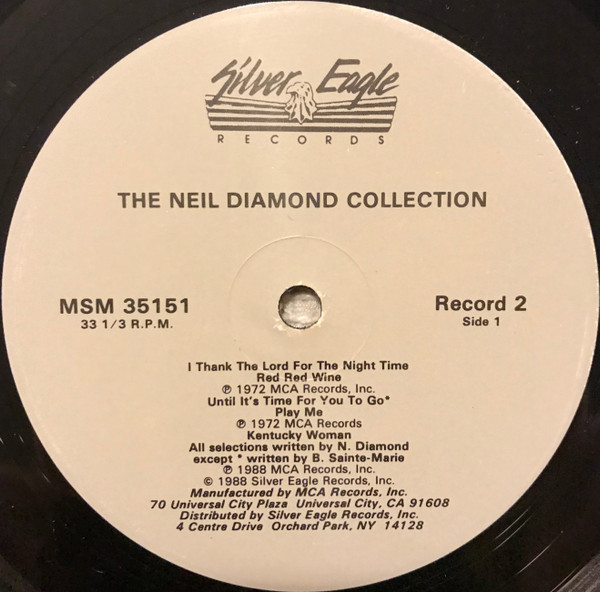 Silver Eagle
RECORDS
THE NEIL DIAMOND COLLECTION
MSM 35151
33 1/3 R.P.M.
Record 2
Side 1
I Thank The Lord For The Night Time
Red Red Wine
℗ 1972 MCA Records, Inc.
Until It's Time For You To Go*
Play Me
℗ 1972 MCA Records
Kentucky Woman
All selections written by N. Diamond
except * written by B. Sainte-Marie
℗ 1988 MCA Records, Inc.
© 1988 Silver Eagle Records, Inc.
Manufactured by MCA Records, Inc.
70 Universal City Plaza Universal City, CA 91608
Distributed by Silver Eagle Records, Inc.
4 Centre Drive Orchard Park, NY 14128